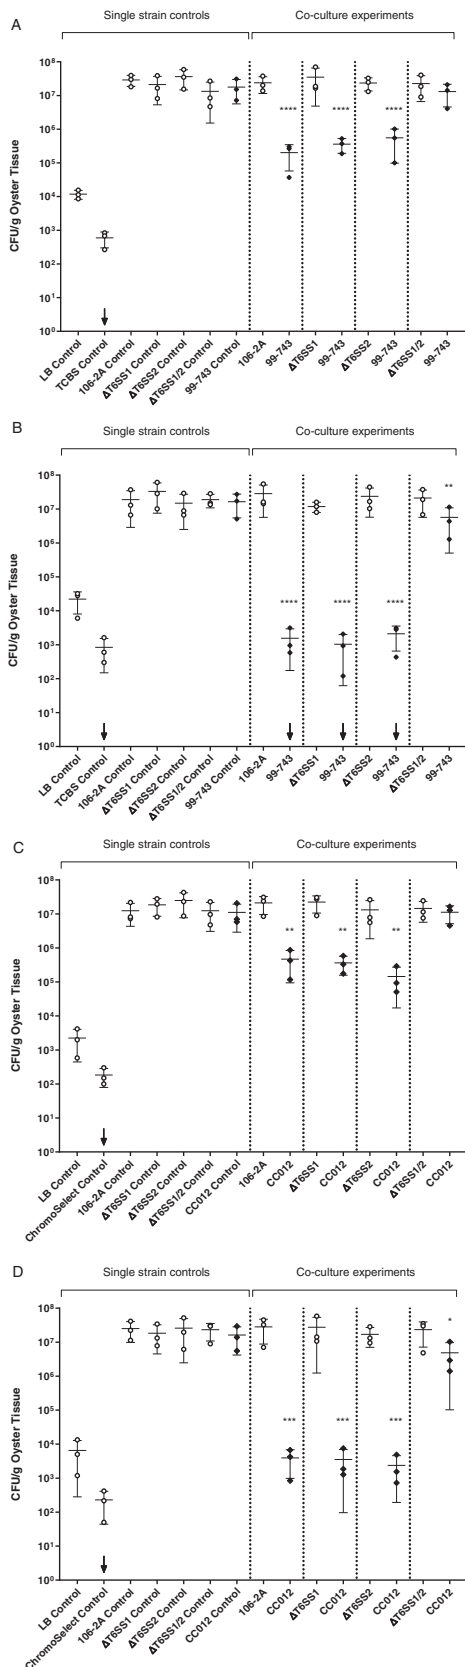 A
Single strain controls
Co-culture experiments
CFU/g Oyster Tissue
10⁸
10⁷
10⁶
10⁵
10⁴
10³
10²
10¹
10⁰
****
****
****
LB Control
TCBS Control
106-2A Control
ΔT6SS1 Control
ΔT6SS2 Control
ΔT6SS1/2 Control
99-743 Control
106-2A
99-743
ΔT6SS1
99-743
ΔT6SS2
99-743
ΔT6SS1/2
99-743
B
Single strain controls
Co-culture experiments
CFU/g Oyster Tissue
10⁸
10⁷
10⁶
10⁵
10⁴
10³
10²
10¹
10⁰
**
****
****
****
LB Control
TCBS Control
106-2A Control
ΔT6SS1 Control
ΔT6SS2 Control
ΔT6SS1/2 Control
99-743 Control
106-2A
99-743
ΔT6SS1
99-743
ΔT6SS2
99-743
ΔT6SS1/2
99-743
C
Single strain controls
Co-culture experiments
CFU/g Oyster Tissue
10⁸
10⁷
10⁶
10⁵
10⁴
10³
10²
10¹
10⁰
**
**
**
LB Control
ChromoSelect Control
106-2A Control
ΔT6SS1 Control
ΔT6SS2 Control
ΔT6SS1/2 Control
CC012 Control
106-2A
CC012
ΔT6SS1
CC012
ΔT6SS2
CC012
ΔT6SS1/2
CC012
D
Single strain controls
Co-culture experiments
CFU/g Oyster Tissue
10⁸
10⁷
10⁶
10⁵
10⁴
10³
10²
10¹
10⁰
*
***
***
***
LB Control
ChromoSelect Control
106-2A Control
ΔT6SS1 Control
ΔT6SS2 Control
ΔT6SS1/2 Control
CC012 Control
106-2A
CC012
ΔT6SS1
CC012
ΔT6SS2
CC012
ΔT6SS1/2
CC012